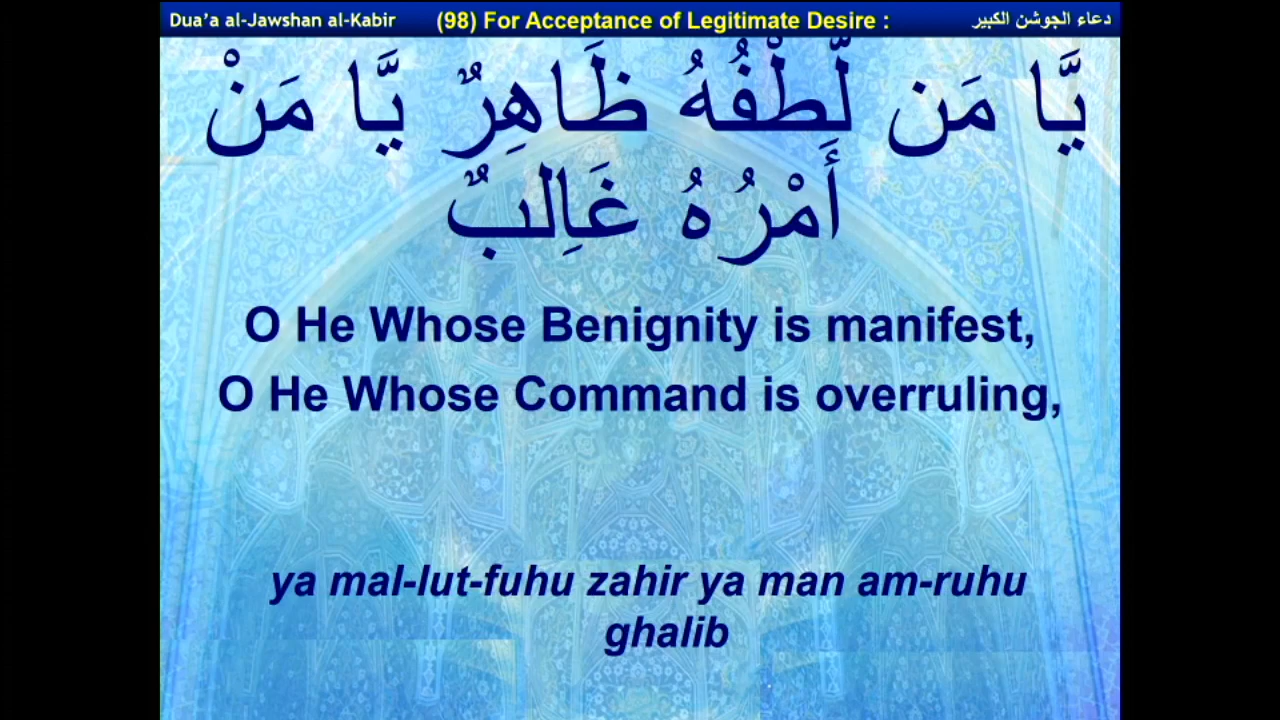 Dua’a al-Jawshan al-Kabir (98) For Acceptance of Legitimate Desire : دعاء الجوشن الكبير
يَّا مَن لُّطْفُهُ ظَاهِرٌ يَّا مَنْ
أَمْرُهُ غَاِلبٌ
O He Whose Benignity is manifest,
O He Whose Command is overruling,
ya mal-lut-fuhu zahir ya man am-ruhu
ghalib